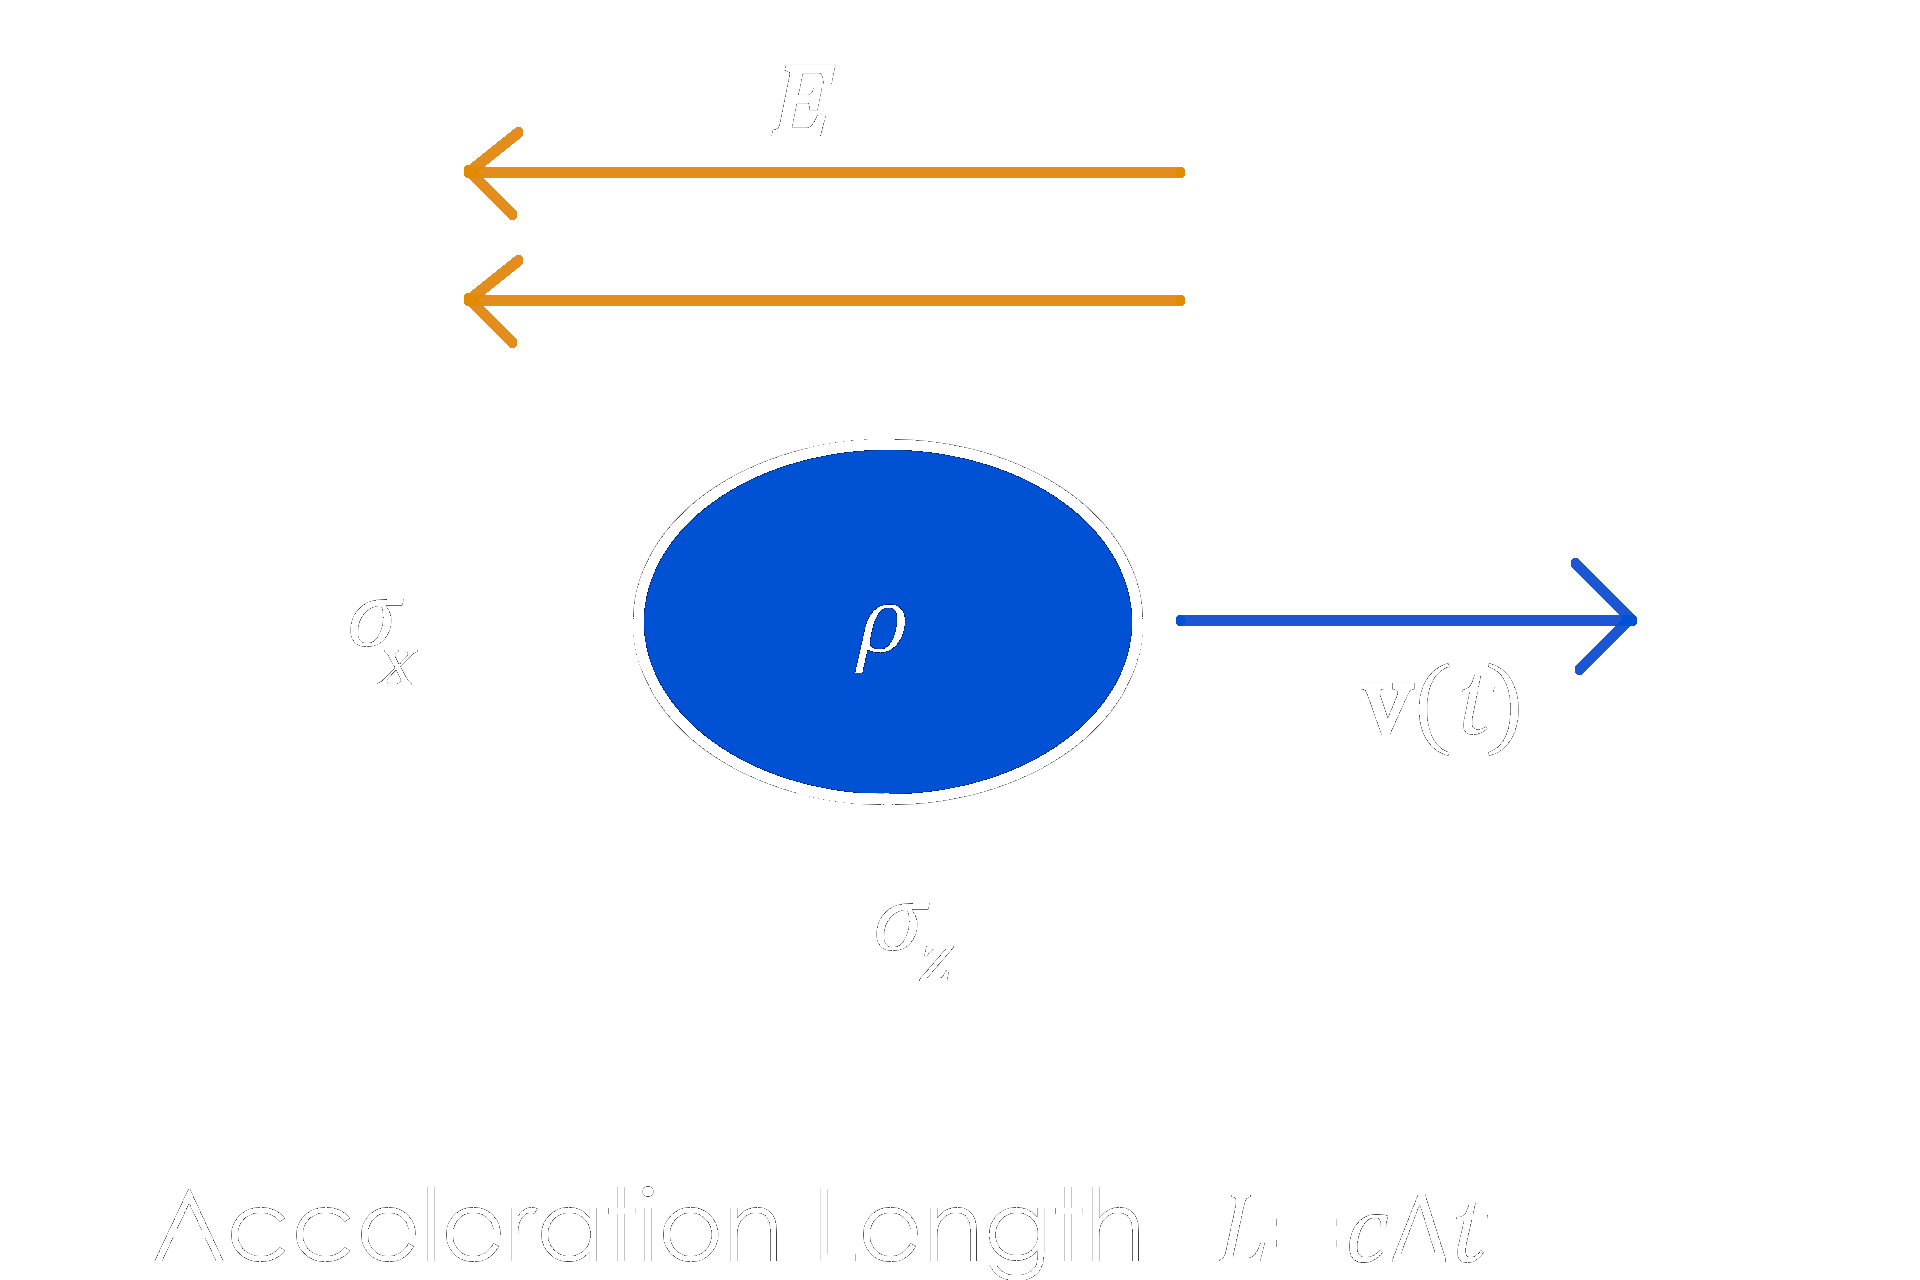 E
ρ
σx
v(t)
σz
Acceleration Length L = cΔt